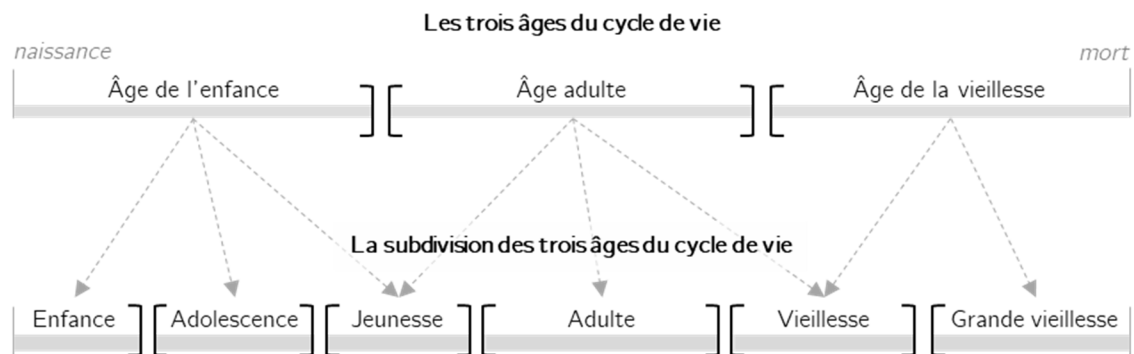 Les trois âges du cycle de vie
naissance
mort
Âge de l'enfance
Âge adulte
Âge de la vieillesse
La subdivision des trois âges du cycle de vie
Enfance
Adolescence
Jeunesse
Adulte
Vieillesse
Grande vieillesse